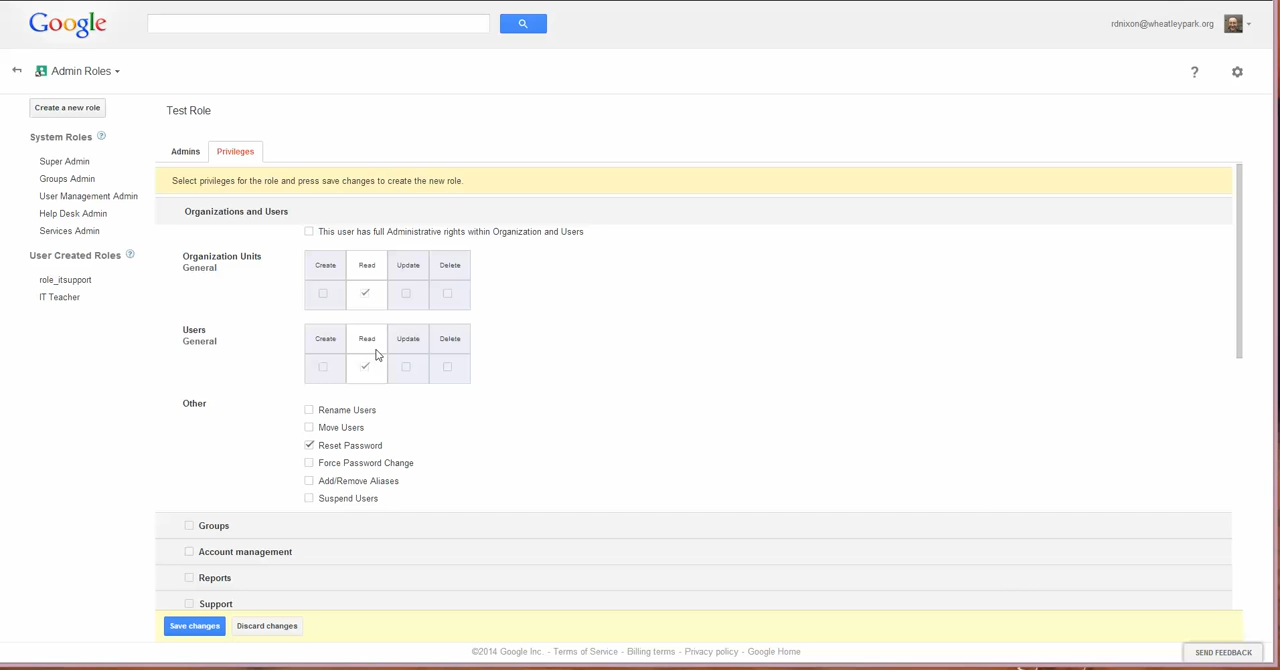 Google
rdnixon@wheatleypark.org
Admin Roles
?
Create a new role
System Roles ?
Super Admin
Groups Admin
User Management Admin
Help Desk Admin
Services Admin
User Created Roles ?
role_itsupport
IT Teacher
Test Role
Admins Privileges
Select privileges for the role and press save changes to create the new role.
Organizations and Users
This user has full Administrative rights within Organization and Users
Organization Units
General
Create Read Update Delete
Users
General
Create Read Update Delete
Other
Rename Users
Move Users
Reset Password
Force Password Change
Add/Remove Aliases
Suspend Users
Groups
Account management
Reports
Support
Save changes Discard changes
©2014 Google Inc. - Terms of Service - Billing terms - Privacy policy - Google Home
SEND FEEDBACK